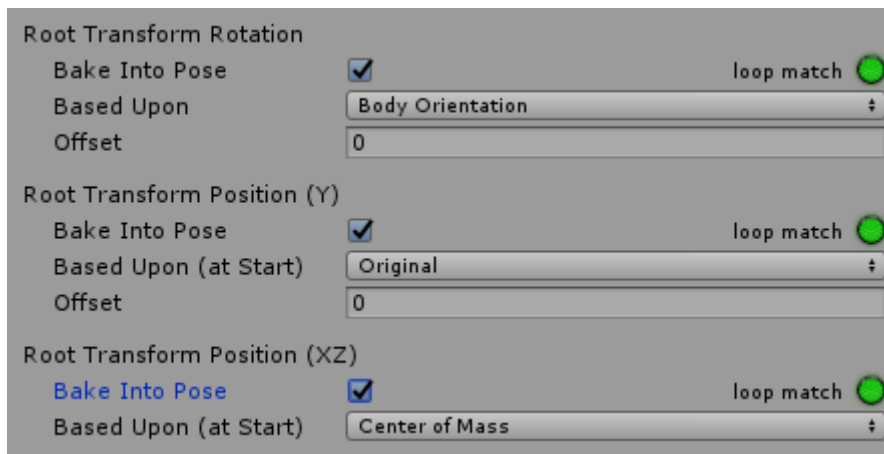 Root Transform Rotation
Bake Into Pose loop match
Based Upon Body Orientation
Offset 0
Root Transform Position (Y)
Bake Into Pose loop match
Based Upon (at Start) Original
Offset 0
Root Transform Position (XZ)
Bake Into Pose loop match
Based Upon (at Start) Center of Mass